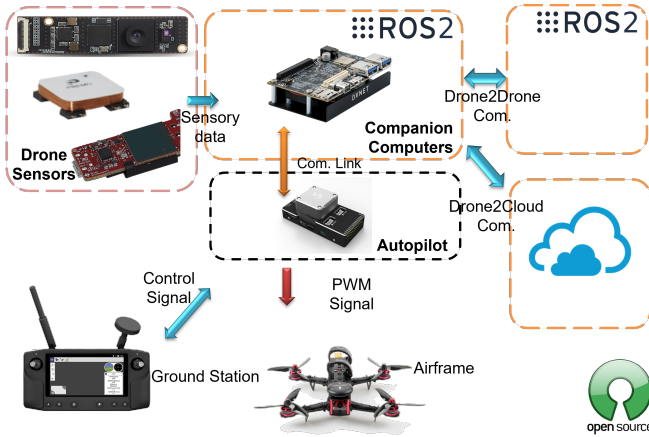 ROS2
ROS2
Sensory
data
Drone
Sensors
Companion
Computers
Drone2Drone
Com.
Com. Link
Drone2Cloud
Com.
Autopilot
Control
Signal
PWM
Signal
Ground Station
Airframe
open source